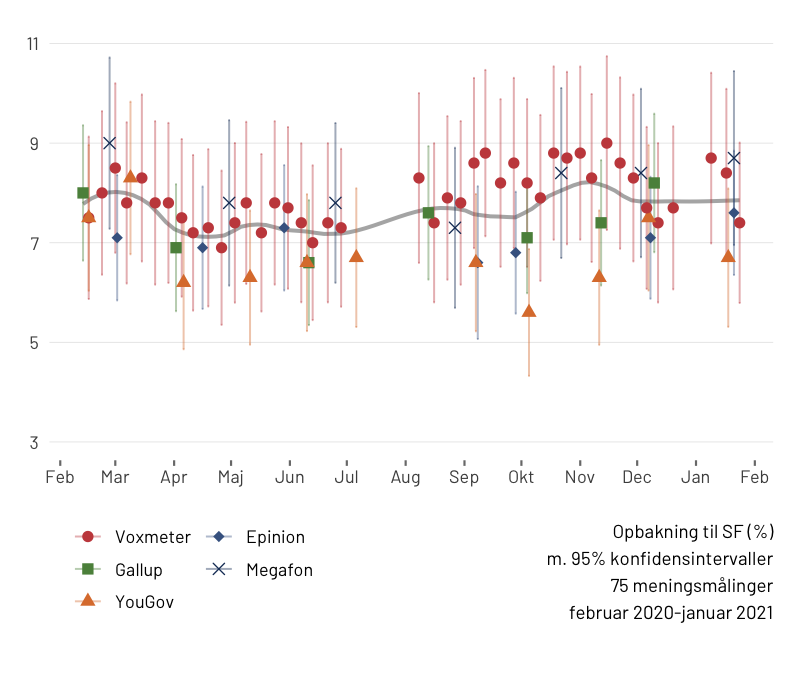 11
9
7
5
3
Feb Mar Apr Maj Jun Jul Aug Sep Okt Nov Dec Jan Feb
Voxmeter Epinion
Gallup Megafon
YouGov
Opbakning til SF (%)
m. 95% konfidensintervaller
75 meningsmålinger
februar 2020-januar 2021